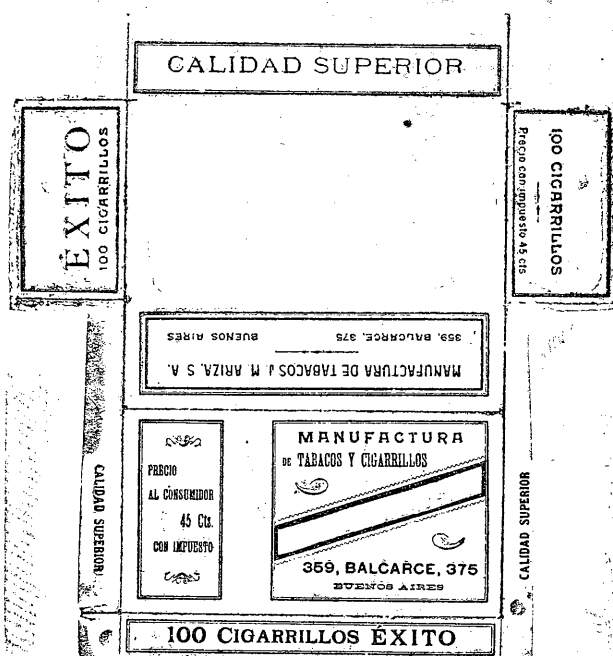 CALIDAD SUPERIOR
ÉXITO
100 CIGARRILLOS
100 CIGARRILLOS
Precio con impuesto 45 cts
MANUFACTURA DE TABACOS J. M. ARIZA. S. A.
359, BALCARCE, 375 BUENOS AIRES
CALIDAD SUPERIOR
PRECIO
AL CONSUMIDOR
45 Cts.
CON IMPUESTO
MANUFACTURA
DE TABACOS Y CIGARRILLOS
359, BALCARCE, 375
BUENOS AIRES
CALIDAD SUPERIOR
100 CIGARRILLOS ÉXITO